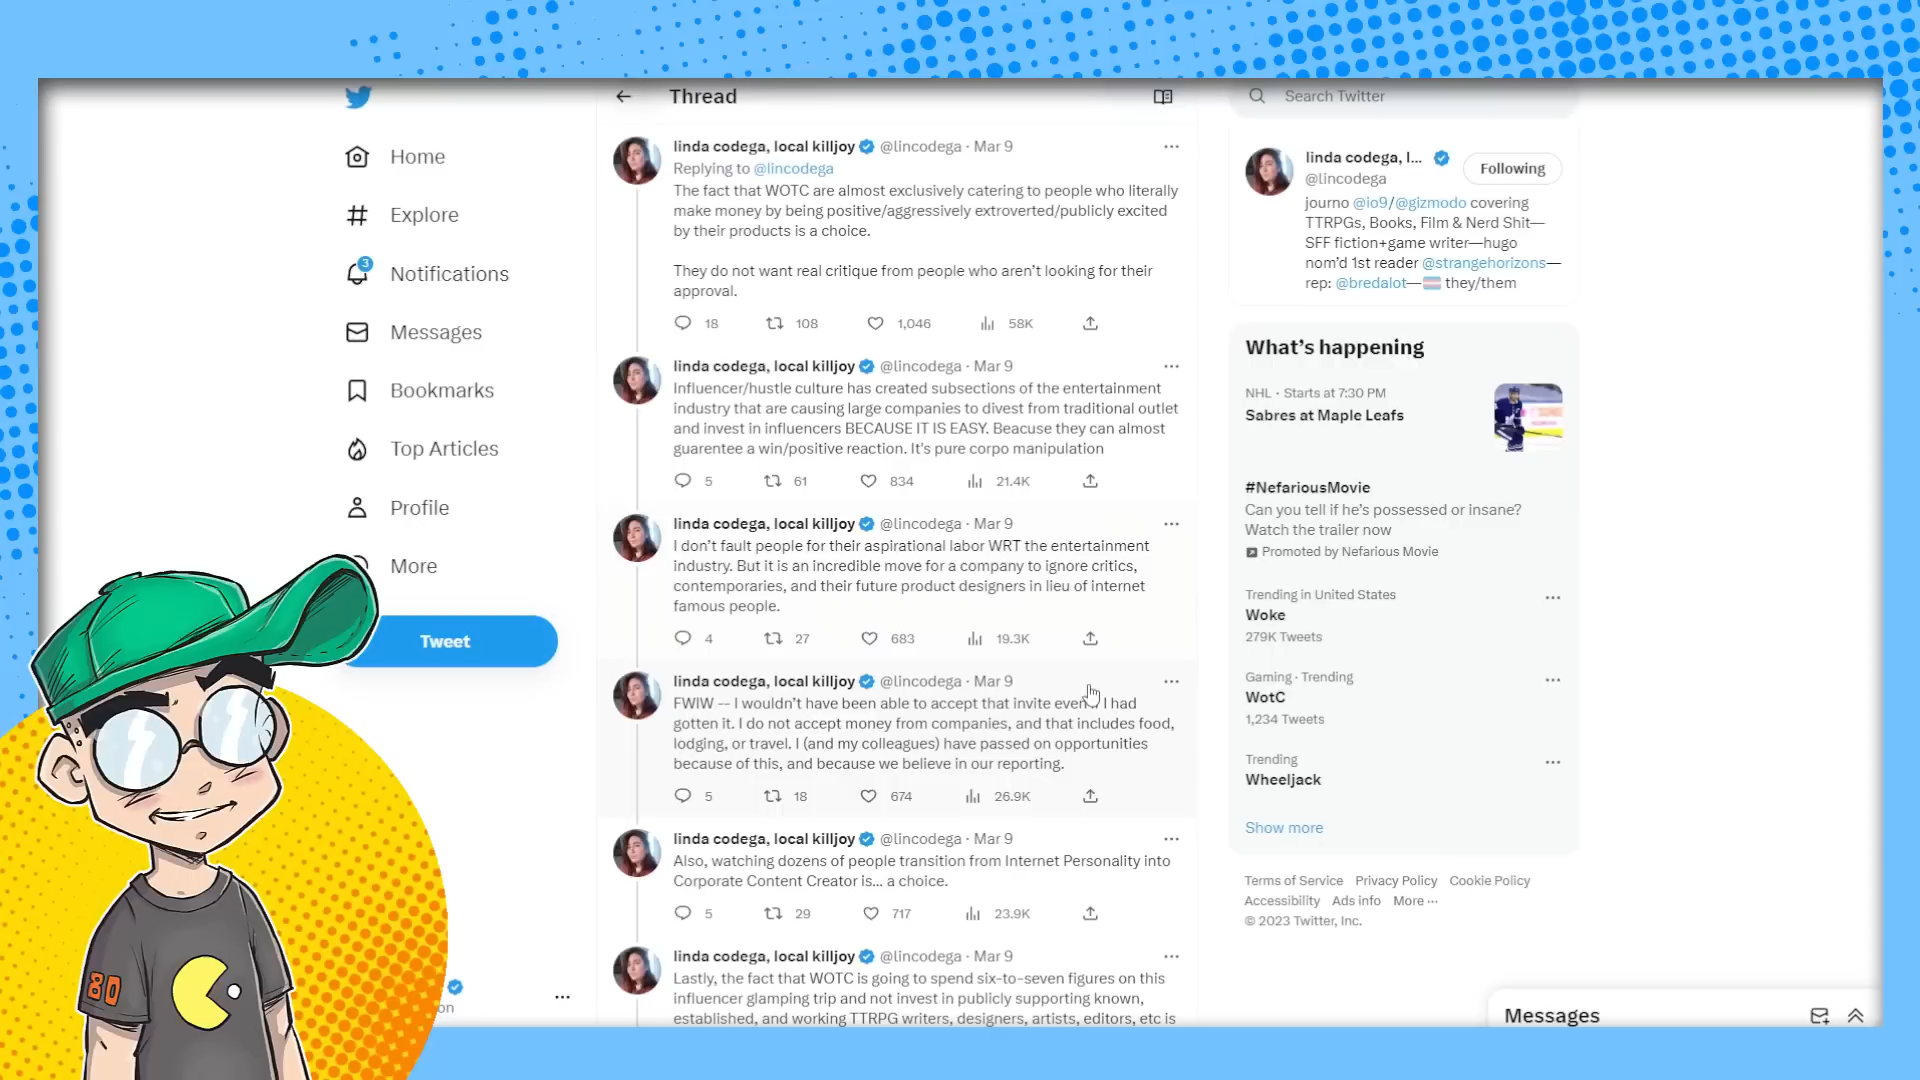 Home
Explore
3
Notifications
Messages
Bookmarks
Top Articles
Profile
More
Tweet
on
80
Thread
linda codega, local killjoy @lincodega · Mar 9
Replying to @lincodega
The fact that WOTC are almost exclusively catering to people who literally
make money by being positive/aggressively extroverted/publicly excited
by their products is a choice.
They do not want real critique from people who aren't looking for their
approval.
18 108 1,046 58K
linda codega, local killjoy @lincodega · Mar 9
Influencer/hustle culture has created subsections of the entertainment
industry that are causing large companies to divest from traditional outlet
and invest in influencers BECAUSE IT IS EASY. Beacuse they can almost
guarentee a win/positive reaction. It's pure corpo manipulation
5 61 834 21.4K
linda codega, local killjoy @lincodega · Mar 9
I don't fault people for their aspirational labor WRT the entertainment
industry. But it is an incredible move for a company to ignore critics,
contemporaries, and their future product designers in lieu of internet
famous people.
4 27 683 19.3K
linda codega, local killjoy @lincodega · Mar 9
FWIW -- I wouldn't have been able to accept that invite even I had
gotten it. I do not accept money from companies, and that includes food,
lodging, or travel. I (and my colleagues) have passed on opportunities
because of this, and because we believe in our reporting.
5 18 674 26.9K
linda codega, local killjoy @lincodega · Mar 9
Also, watching dozens of people transition from Internet Personality into
Corporate Content Creator is... a choice.
5 29 717 23.9K
linda codega, local killjoy @lincodega · Mar 9
Lastly, the fact that WOTC is going to spend six-to-seven figures on this
influencer glamping trip and not invest in publicly supporting known,
established, and working TTRPG writers, designers, artists, editors, etc is
Search Twitter
linda codega, l...
@lincodega
Following
journo @io9/@gizmodo covering
TTRPGs, Books, Film & Nerd Shit—
SFF fiction+game writer—hugo
nom'd 1st reader @strangehorizons—
rep: @bredalot— they/them
What's happening
NHL · Starts at 7:30 PM
Sabres at Maple Leafs
#NefariousMovie
Can you tell if he's possessed or insane?
Watch the trailer now
Promoted by Nefarious Movie
Trending in United States
Woke
279K Tweets
Gaming · Trending
WotC
1,234 Tweets
Trending
Wheeljack
Show more
Terms of Service Privacy Policy Cookie Policy
Accessibility Ads info More ...
© 2023 Twitter, Inc.
Messages